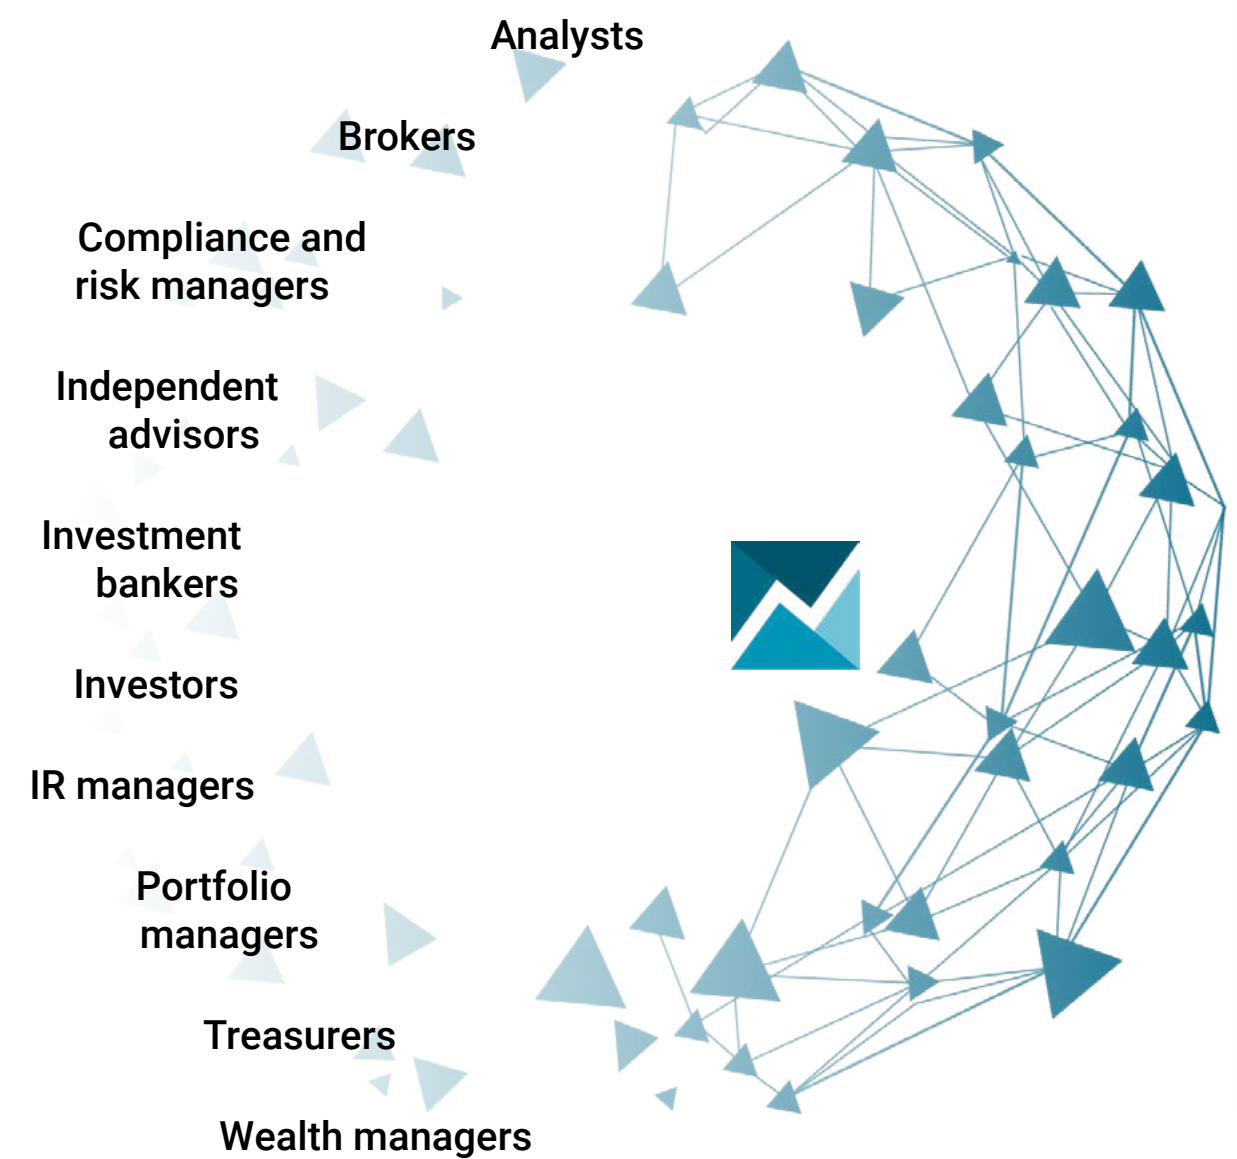 Analysts
Brokers
Compliance and
risk managers
Independent
advisors
Investment
bankers
Investors
IR managers
Portfolio
managers
Treasurers
Wealth managers